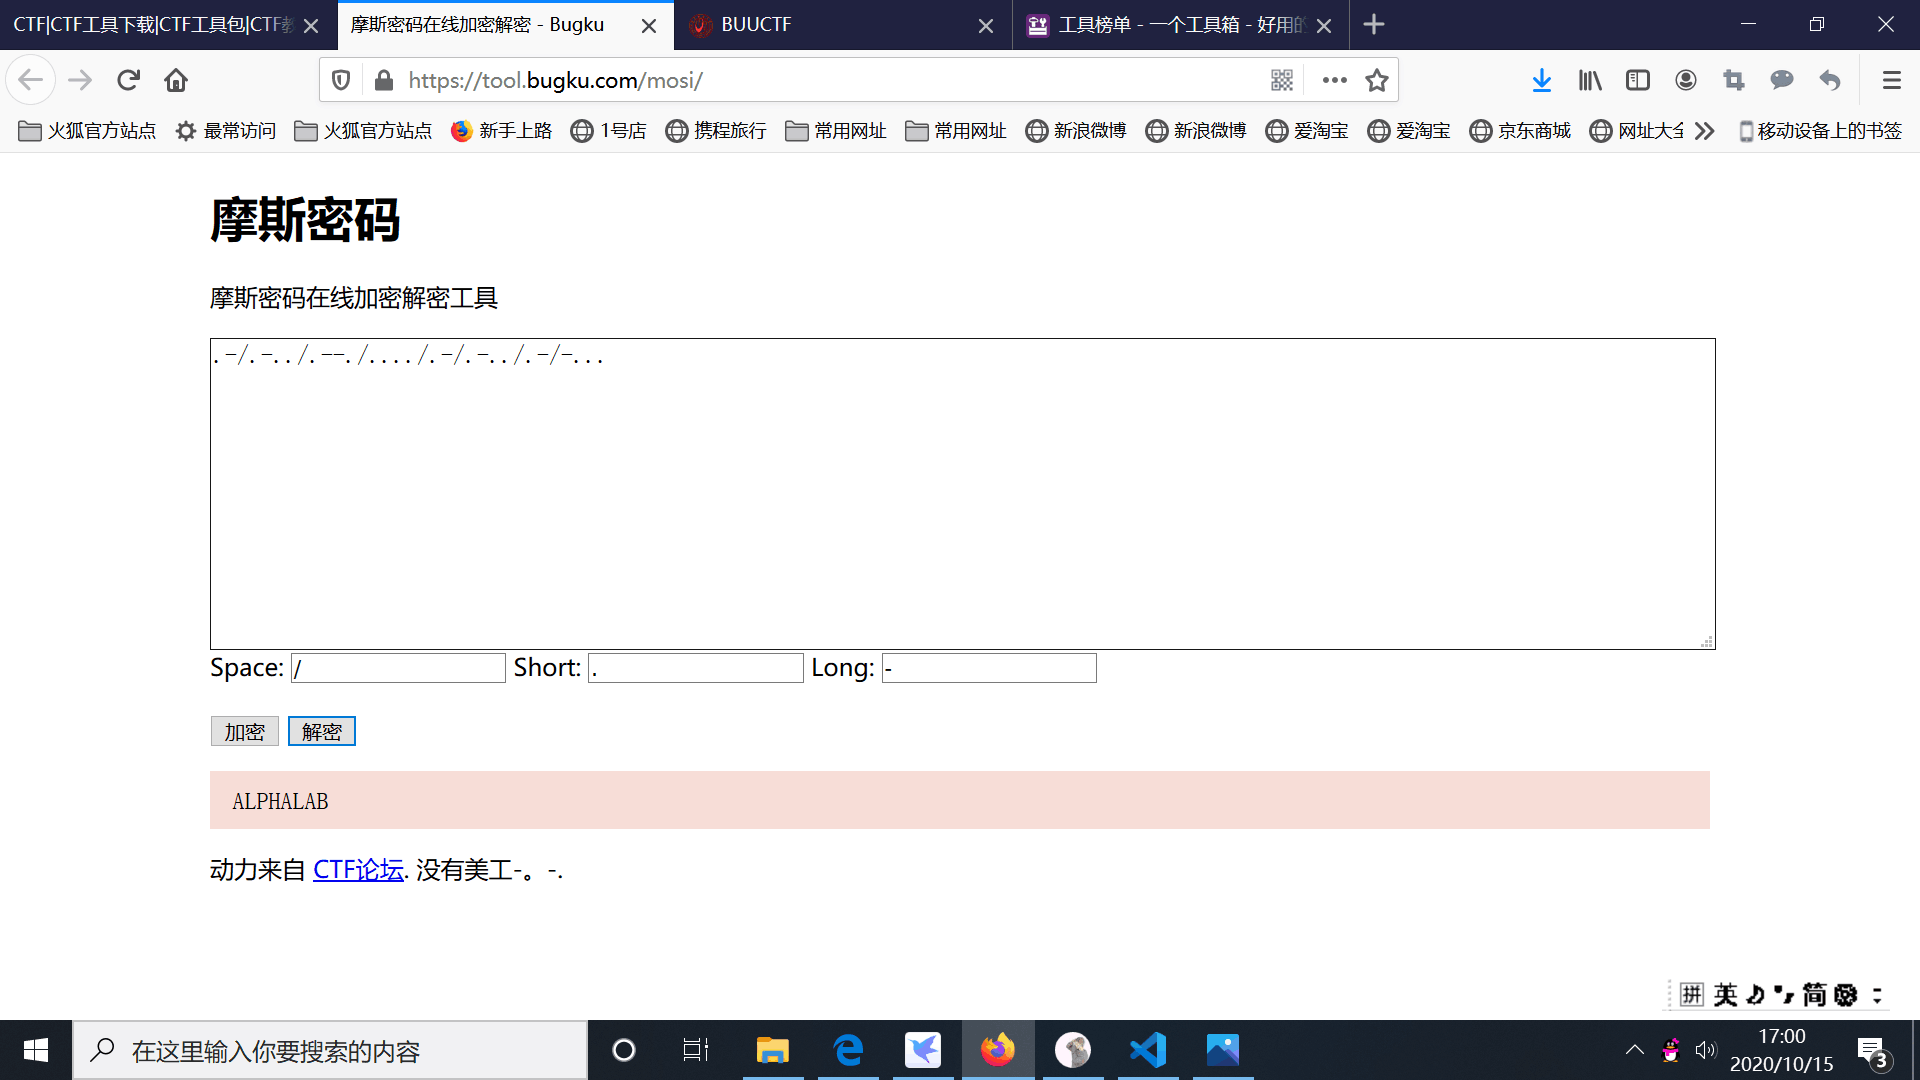 CTF|CTF工具下载|CTF工具包|CTF教
摩斯密码在线加密解密 - Bugku
BUUCTF
工具榜单 - 一个工具箱 - 好用的
https://tool.bugku.com/mosi/
火狐官方站点 最常访问 火狐官方站点 新手上路 1号店 携程旅行 常用网址 常用网址 新浪微博 新浪微博 爱淘宝 爱淘宝 京东商城 网址大全 移动设备上的书签
摩斯密码
摩斯密码在线加密解密工具
.-/.-../.--./..../.-/.-../.-/-...
Space: / Short: . Long: -
加密 解密
ALPHALAB
动力来自 CTF论坛. 没有美工-。-.
拼 英 简
在这里输入你要搜索的内容
17:00
2020/10/15
3